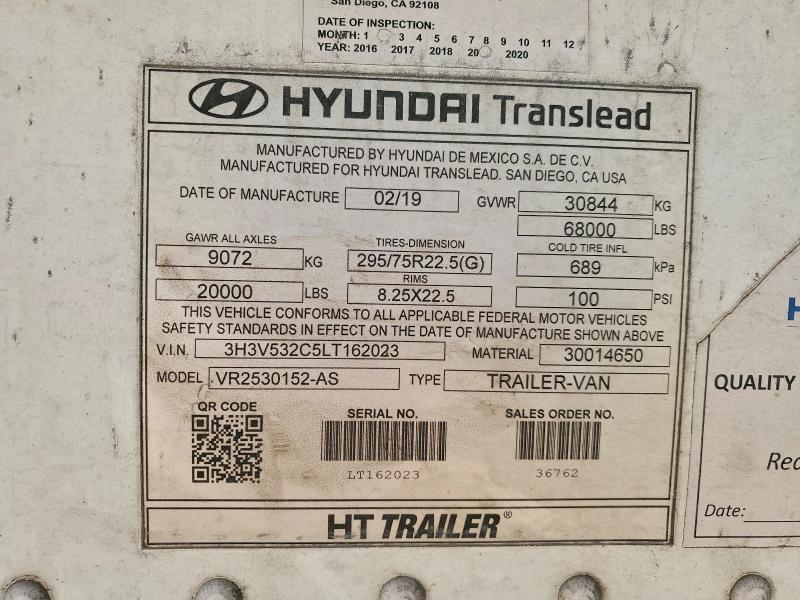 San Diego, CA 92108
DATE OF INSPECTION:
MONTH: 1 3 4 5 6 7 8 9 10 11 12
YEAR: 2016 2017 2018 20 2020
HYUNDAI Translead
MANUFACTURED BY HYUNDAI DE MEXICO S.A. DE C.V.
MANUFACTURED FOR HYUNDAI TRANSLEAD. SAN DIEGO, CA USA
DATE OF MANUFACTURE 02/19 GVWR 30844 KG
68000 LBS
GAWR ALL AXLES TIRES-DIMENSION COLD TIRE INFL
9072 KG 295/75R22.5(G) 689 kPa
RIMS
20000 LBS 8.25X22.5 100 PSI
THIS VEHICLE CONFORMS TO ALL APPLICABLE FEDERAL MOTOR VEHICLES
SAFETY STANDARDS IN EFFECT ON THE DATE OF MANUFACTURE SHOWN ABOVE
V.I.N. 3H3V532C5LT162023 MATERIAL 30014650
MODEL VR2530152-AS TYPE TRAILER-VAN
QR CODE SERIAL NO. SALES ORDER NO.
LT162023 36762
HT TRAILER®
H
QUALITY
Rea
Date: